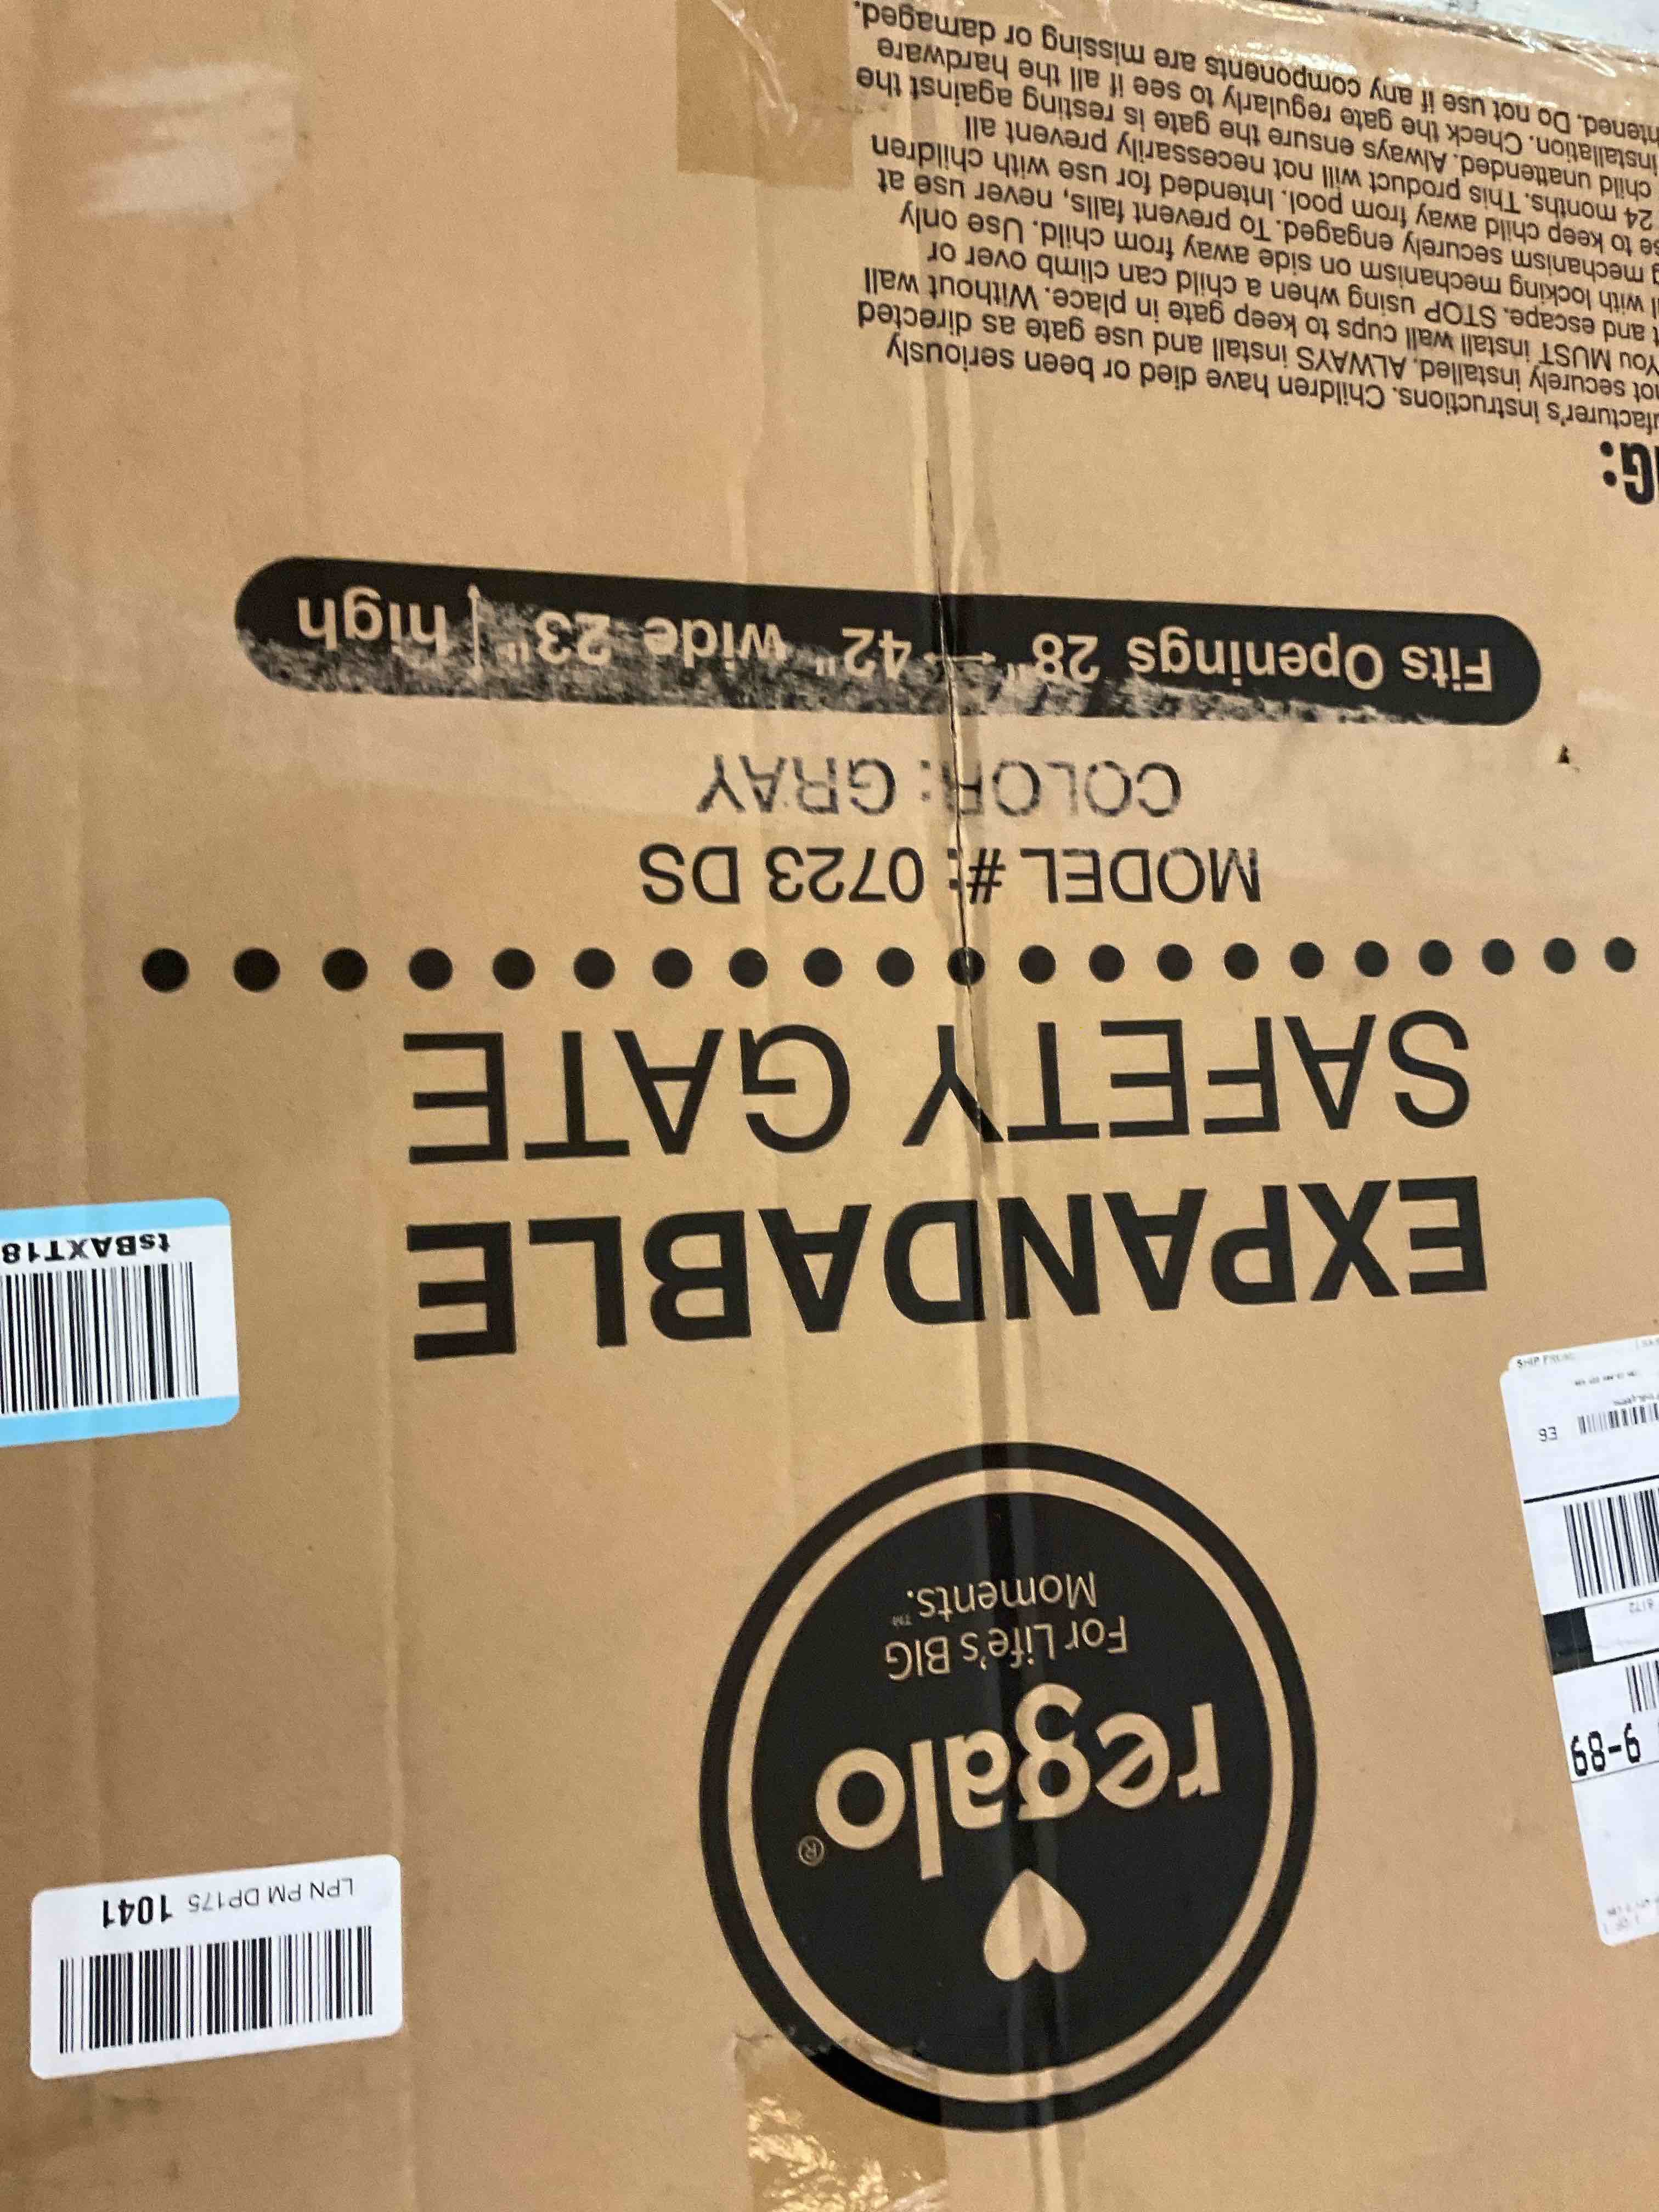 regalo®
For Life's BIG
Moments.™
EXPANDABLE
SAFETY GATE
MODEL #: 0723 DS
COLOR: GRAY
Fits Openings 28" ↔ 42" wide 23" ↕ high
G:
facturer's instructions. Children have died or been seriously
not securely installed. ALWAYS install and use gate as directed
You MUST install wall cups to keep gate in place. Without wall
t and escape. STOP using when a child can climb over or
ll with locking mechanism on side away from child. Use only
g mechanism securely engaged. To prevent falls, never use at
se to keep child away from pool. Intended for use with children
24 months. This product will not necessarily prevent all
child unattended. Always ensure the gate is resting against the
installation. Check the gate regularly to see if all the hardware
htened. Do not use if any components are missing or damaged.
LPN PM DP175 1041
tsBAXT18
SHIP FROM:
9-89